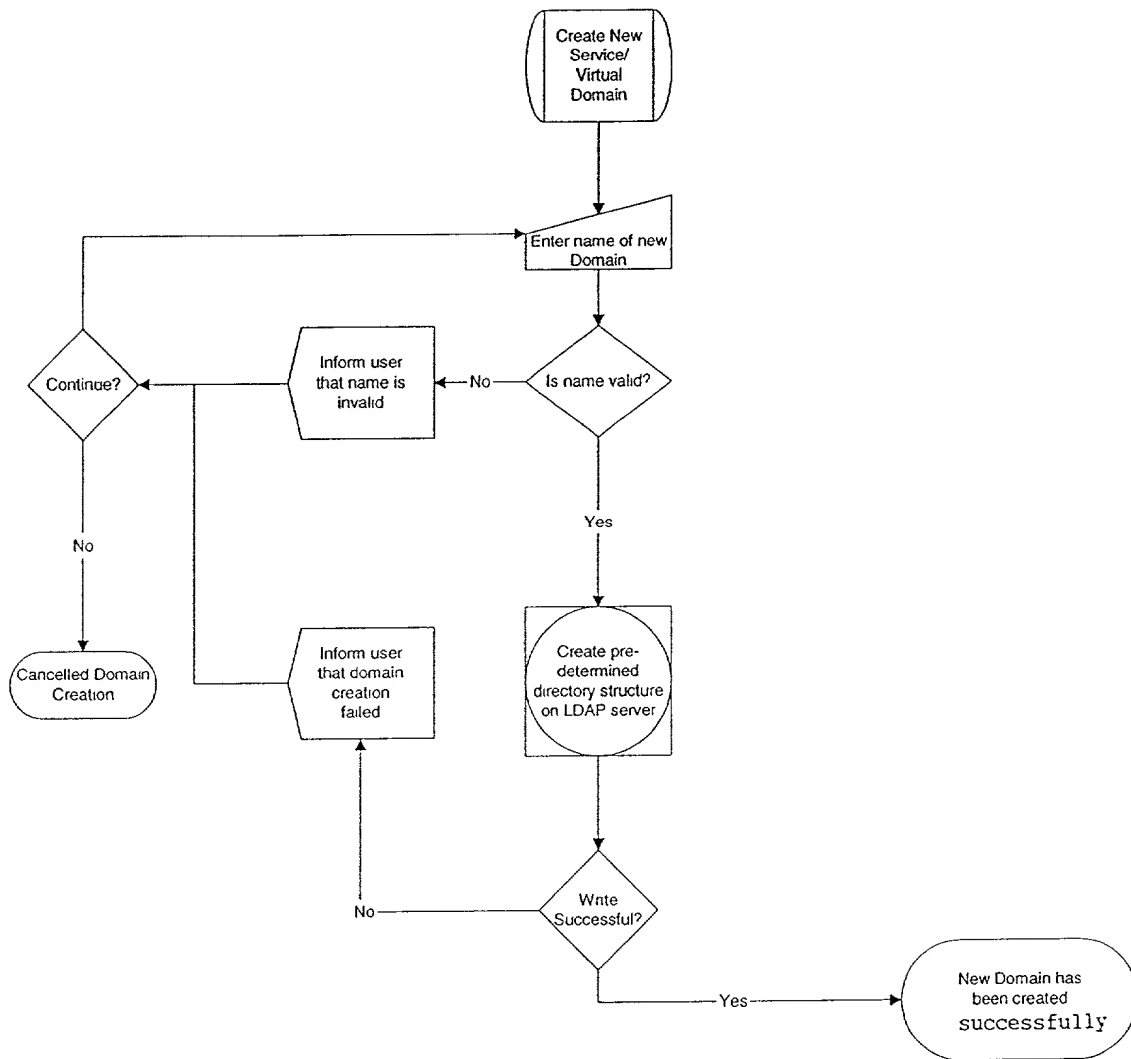 Create New
Service/
Virtual
Domain
Enter name of new
Domain
Continue?
Inform user
that name is
invalid
No
Is name valid?
Yes
No
Cancelled Domain
Creation
Inform user
that domain
creation
failed
Create pre-
determined
directory structure
on LDAP server
No
Write
Successful?
Yes
New Domain has
been created
successfully